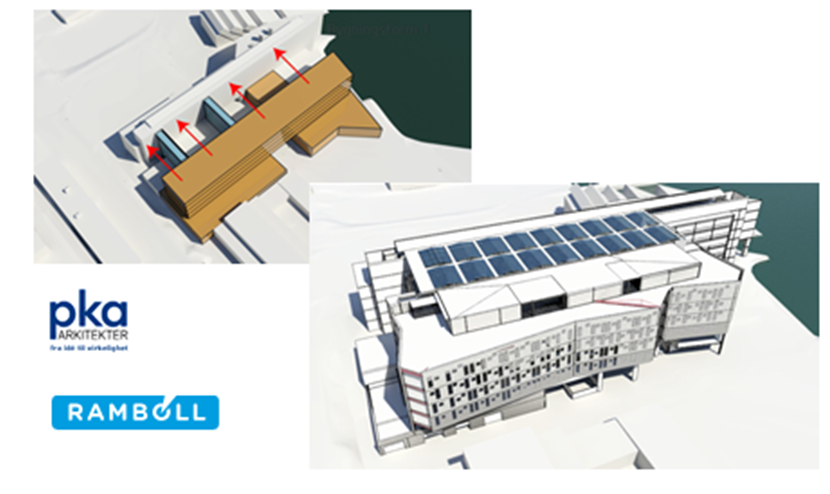 pka
ARKITEKTER
fra idé til virkelighet
RAMBOLL